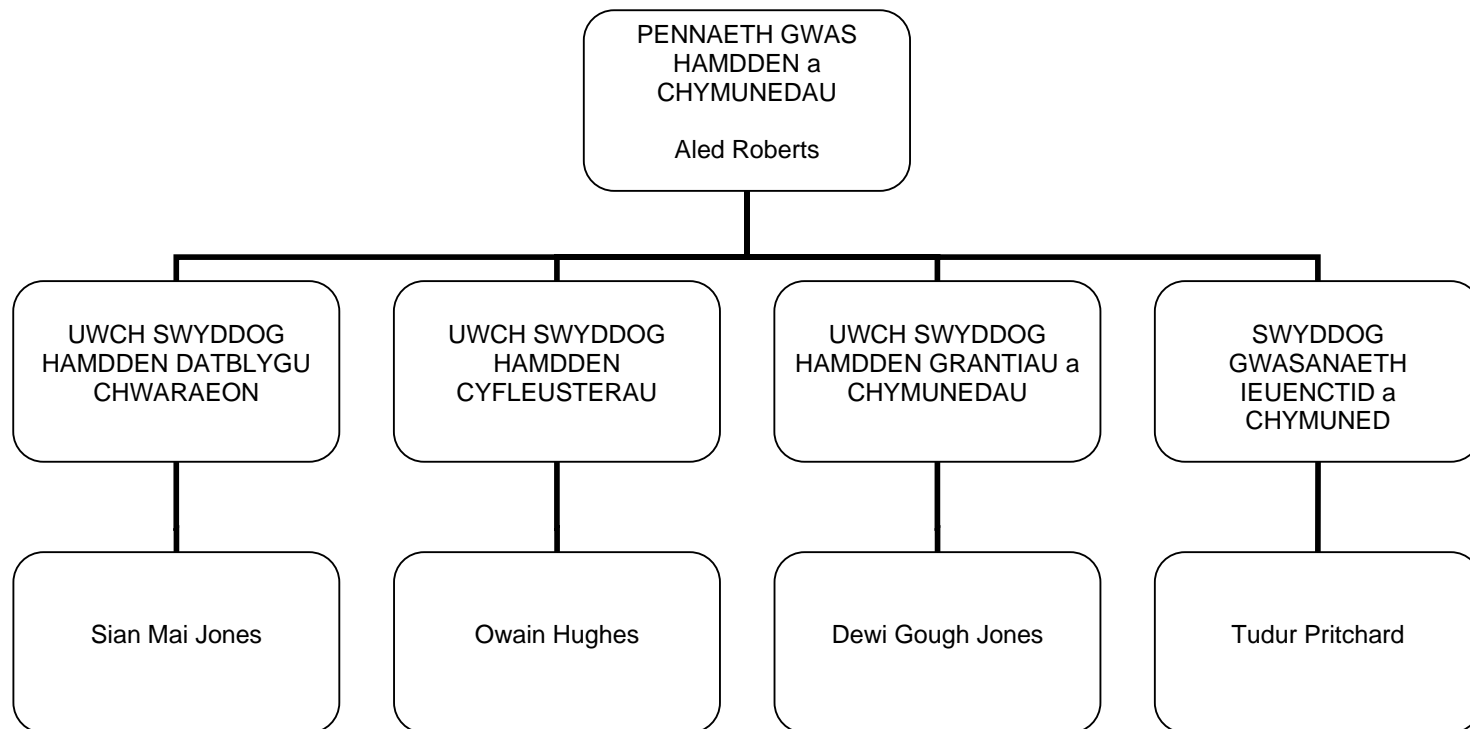 PENNAETH GWAS
HAMDDEN a
CHYMUNEDAU
Aled Roberts
UWCH SWYDDOG
HAMDDEN DATBLYGU
CHWARAEON
UWCH SWYDDOG
HAMDDEN
CYFLEUSTERAU
UWCH SWYDDOG
HAMDDEN GRANTIAU a
CHYMUNEDAU
SWYDDOG
GWASANAETH
IEUENCTID a
CHYMUNED
Sian Mai Jones
Owain Hughes
Dewi Gough Jones
Tudur Pritchard